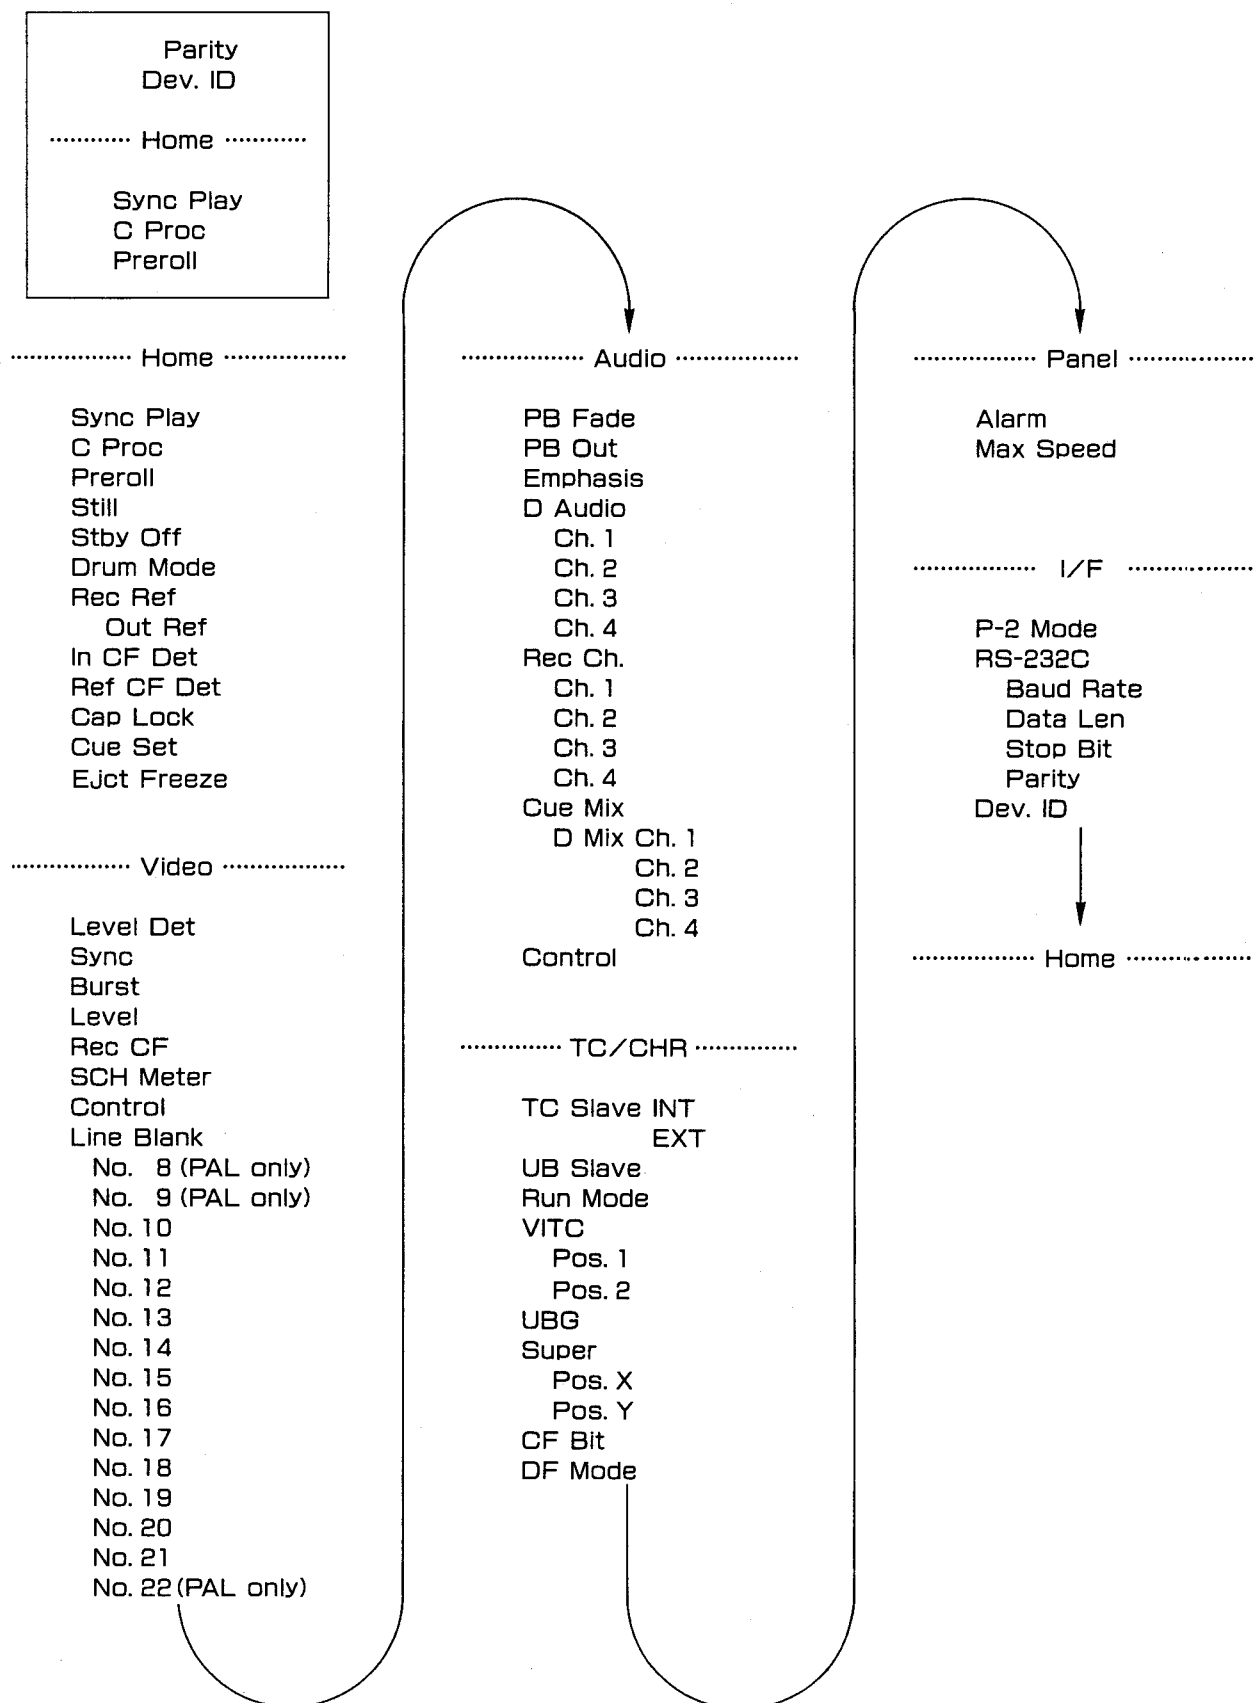 Parity
Dev. ID
············ Home ············
Sync Play
C Proc
Preroll
·················· Home ··················
Sync Play
C Proc
Preroll
Still
Stby Off
Drum Mode
Rec Ref
Out Ref
In CF Det
Ref CF Det
Cap Lock
Cue Set
Ejct Freeze
·················· Video ··················
Level Det
Sync
Burst
Level
Rec CF
SCH Meter
Control
Line Blank
No. 8 (PAL only)
No. 9 (PAL only)
No. 10
No. 11
No. 12
No. 13
No. 14
No. 15
No. 16
No. 17
No. 18
No. 19
No. 20
No. 21
No. 22 (PAL only)
·················· Audio ··················
PB Fade
PB Out
Emphasis
D Audio
Ch. 1
Ch. 2
Ch. 3
Ch. 4
Rec Ch.
Ch. 1
Ch. 2
Ch. 3
Ch. 4
Cue Mix
D Mix Ch. 1
Ch. 2
Ch. 3
Ch. 4
Control
··············· TC/CHR ···············
TC Slave INT
EXT
UB Slave
Run Mode
VITC
Pos. 1
Pos. 2
UBG
Super
Pos. X
Pos. Y
CF Bit
DF Mode
·················· Panel ··················
Alarm
Max Speed
·················· I/F ··················
P-2 Mode
RS-232C
Baud Rate
Data Len
Stop Bit
Parity
Dev. ID
·················· Home ··················